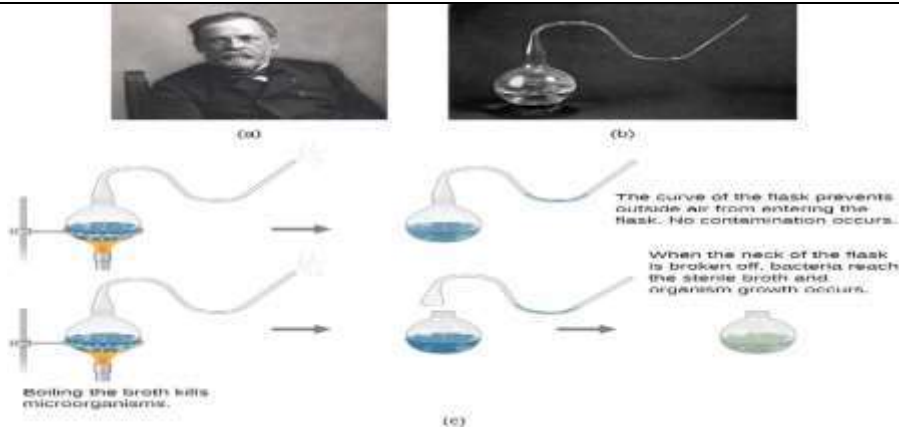 (a)
(b)
The curve of the flask prevents
outside air from entering the
flask. No contamination occurs.
When the neck of the flask
is broken off, bacteria reach
the sterile broth and
organism growth occurs.
Boiling the broth kills
microorganisms.
(c)